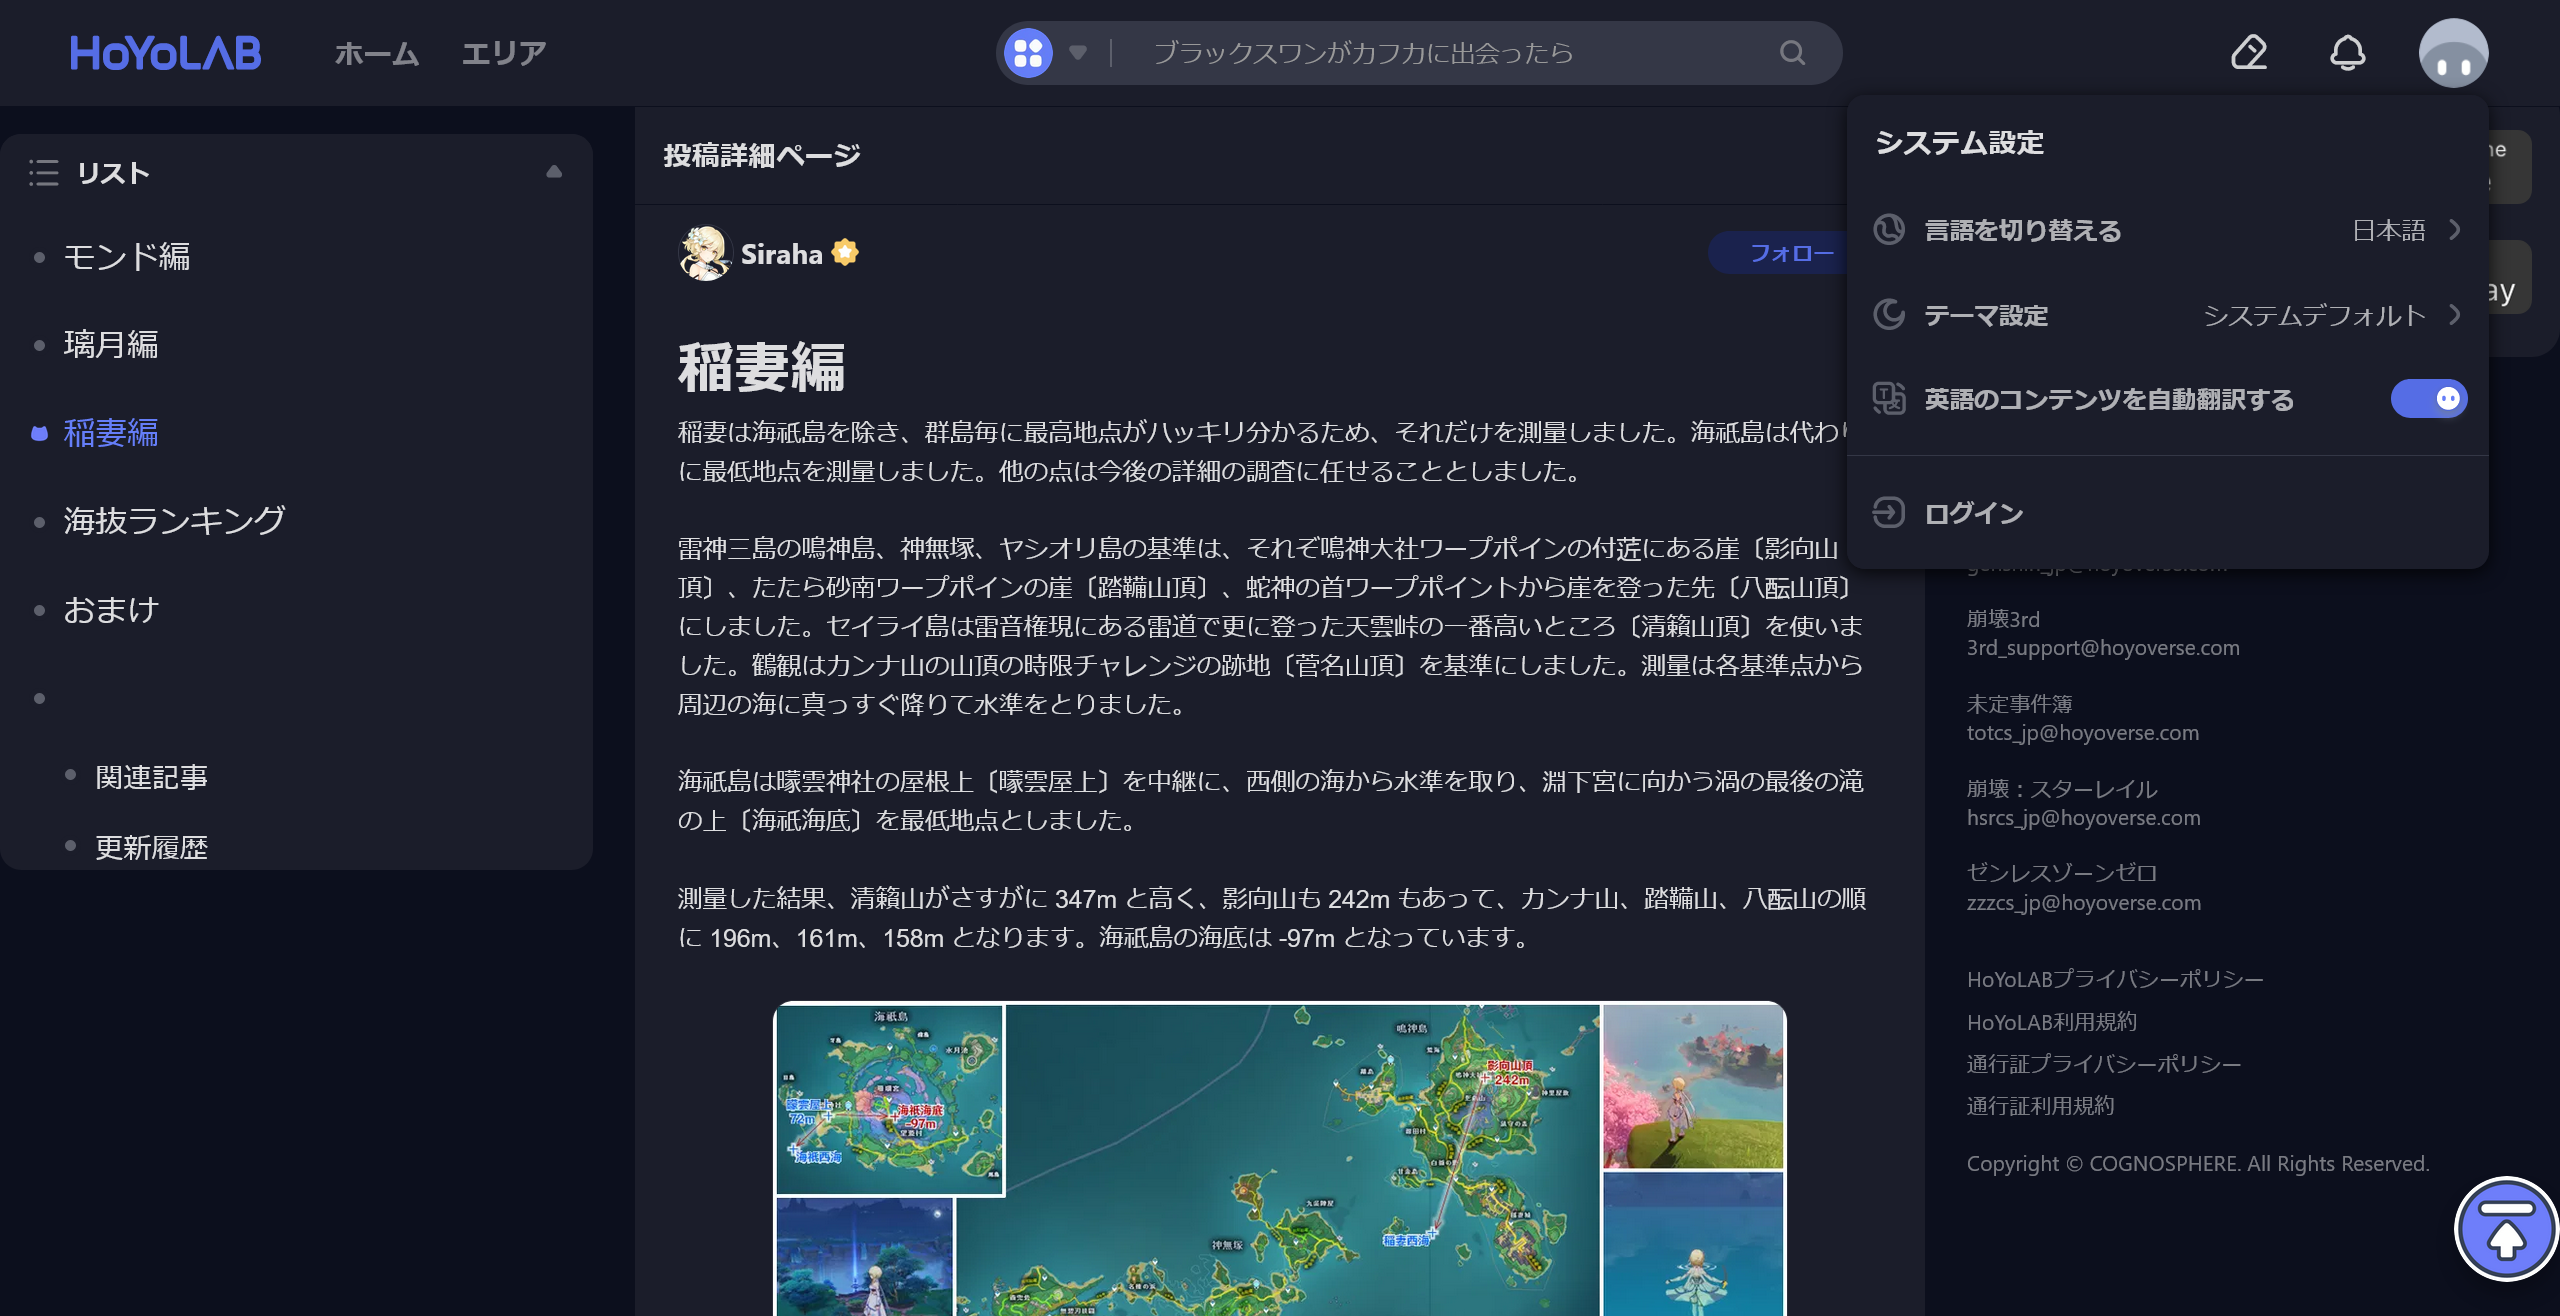 HoYoLAB
ホーム
エリア
ブラックスワンがカフカに出会ったら
リスト
モンド編
璃月編
稲妻編
海抜ランキング
おまけ
関連記事
更新履歴
投稿詳細ページ
Siraha
フォロー
稲妻編
稲妻は海祇島を除き、群島毎に最高地点がハッキリ分かるため、それだけを測量しました。海祇島は代わり
に最低地点を測量しました。他の点は今後の詳細の調査に任せることとしました。
雷神三島の鳴神島、神無塚、ヤシオリ島の基準は、それぞ鳴神大社ワープポインの付近にある崖〔影向山
頂〕、たたら砂南ワープポインの崖〔踏鞴山頂〕、蛇神の首ワープポイントから崖を登った先〔八酝山頂〕
にしました。セイライ島は雷音権現にある雷道で更に登った天雲峠の一番高いところ〔清籟山頂〕を使いま
した。鶴観はカンナ山の山頂の時限チャレンジの跡地〔菅名山頂〕を基準にしました。測量は各基準点から
周辺の海に真っすぐ降りて水準をとりました。
海祇島は曚雲神社の屋根上〔曚雲屋上〕を中継に、西側の海から水準を取り、淵下宮に向かう渦の最後の滝
の上〔海祇海底〕を最低地点としました。
測量した結果、清籟山がさすがに 347m と高く、影向山も 242m もあって、カンナ山、踏鞴山、八酝山の順
に 196m、161m、158m となります。海祇島の海底は -97m となっています。
海祇島
水月池
曚雲屋上
72m
海祇海底
-97m
望瀧村
海祇西海
鳴神島
影向山頂
242m
稲妻西海
九条陣屋
神無塚
稲妻城
システム設定
言語を切り替える
日本語
テーマ設定
システムデフォルト
英語のコンテンツを自動翻訳する
ログイン
genshin_jp@hoyoverse.com
崩壊3rd
3rd_support@hoyoverse.com
未定事件簿
totcs_jp@hoyoverse.com
崩壊：スターレイル
hsrcs_jp@hoyoverse.com
ゼンレスゾーンゼロ
zzzcs_jp@hoyoverse.com
HoYoLABプライバシーポリシー
HoYoLAB利用規約
通行証プライバシーポリシー
通行証利用規約
Copyright © COGNOSPHERE. All Rights Reserved.